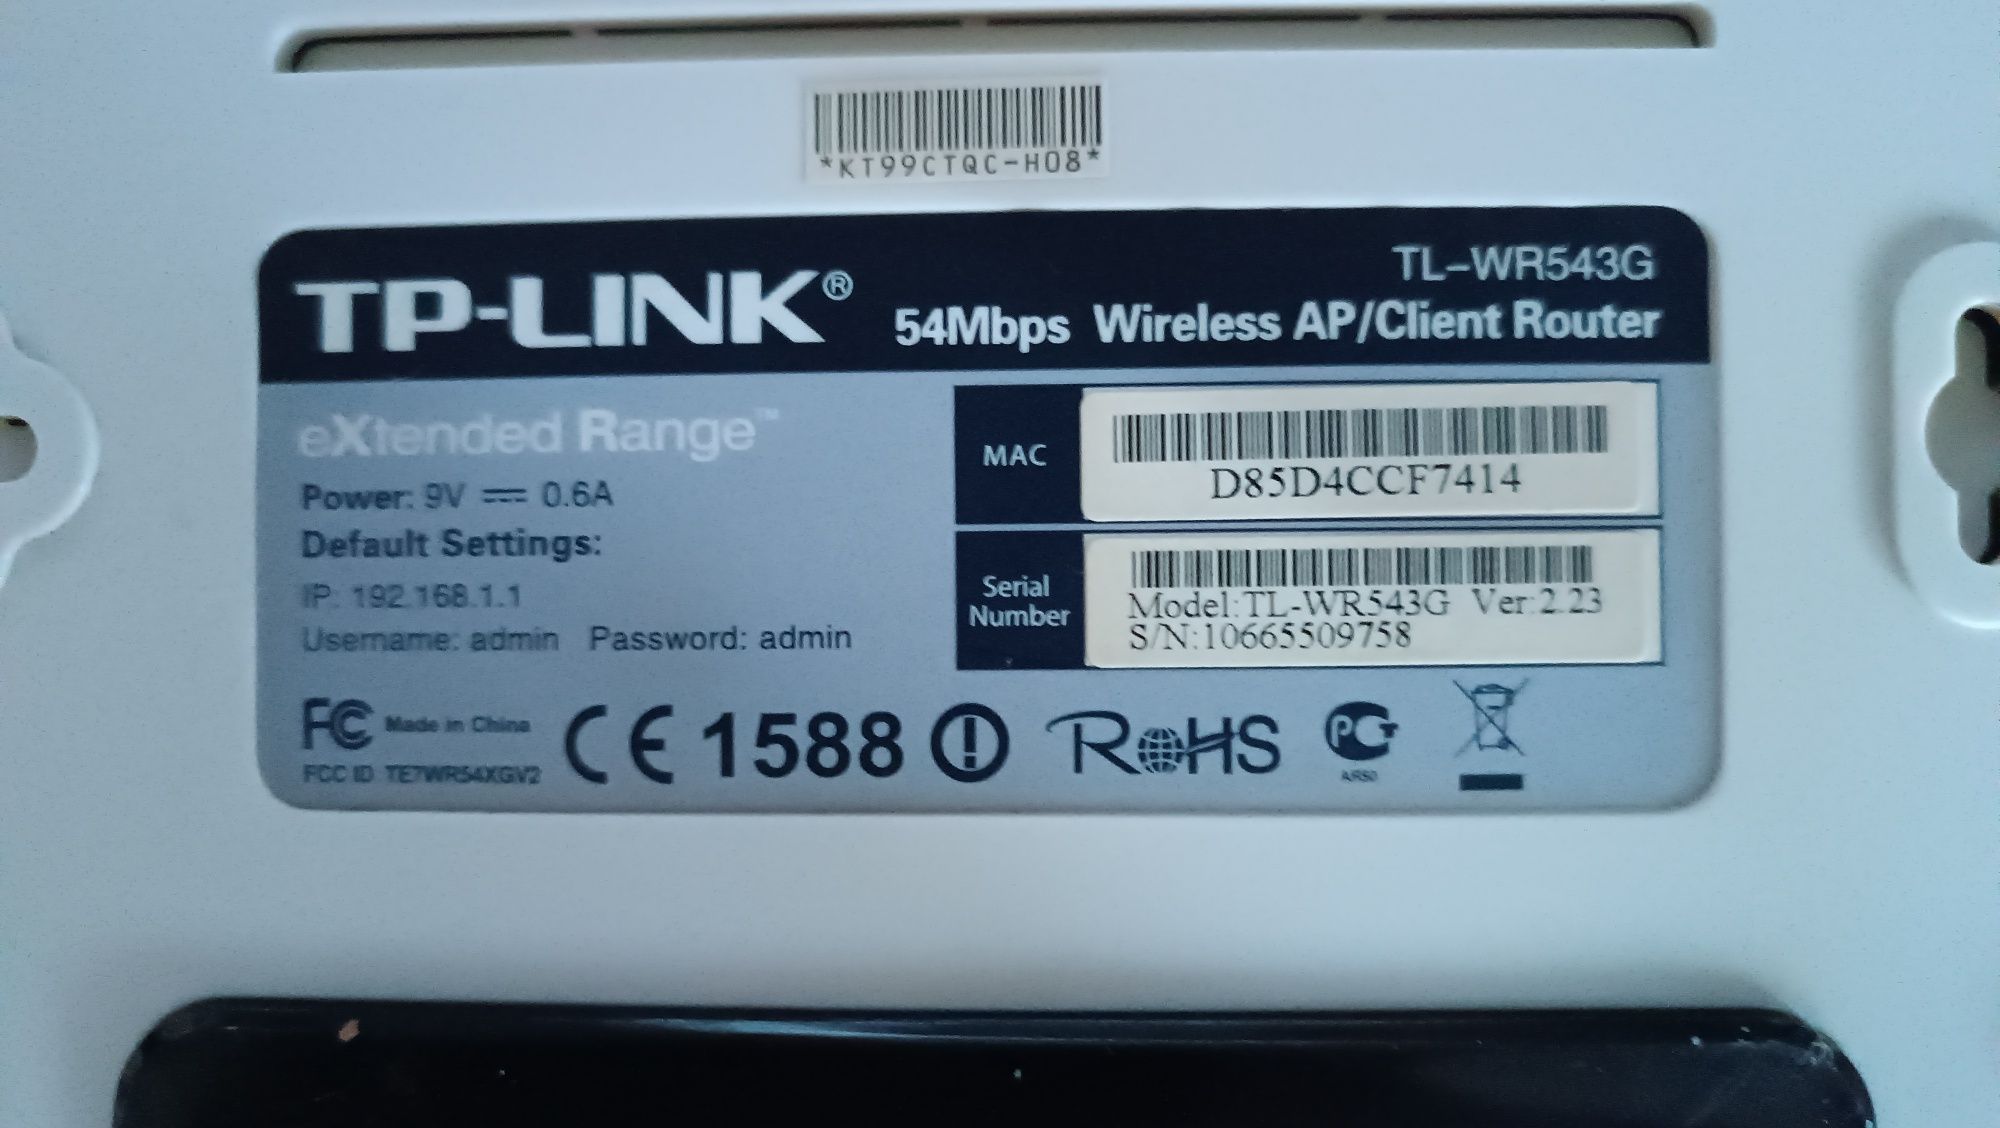 *KT99CTQC-H08*
TP-LINK®
TL-WR543G
54Mbps Wireless AP/Client Router
eXtended Range™
Power: 9V ⎓ 0.6A
Default Settings:
IP: 192.168.1.1
Username: admin Password: admin
MAC
D85D4CCF7414
Serial
Number
Model:TL-WR543G Ver:2.23
S/N:10665509758
FC Made in China
FCC ID TE7WR54XGV2
CE 1588
RoHS
РСТ
АЯ50